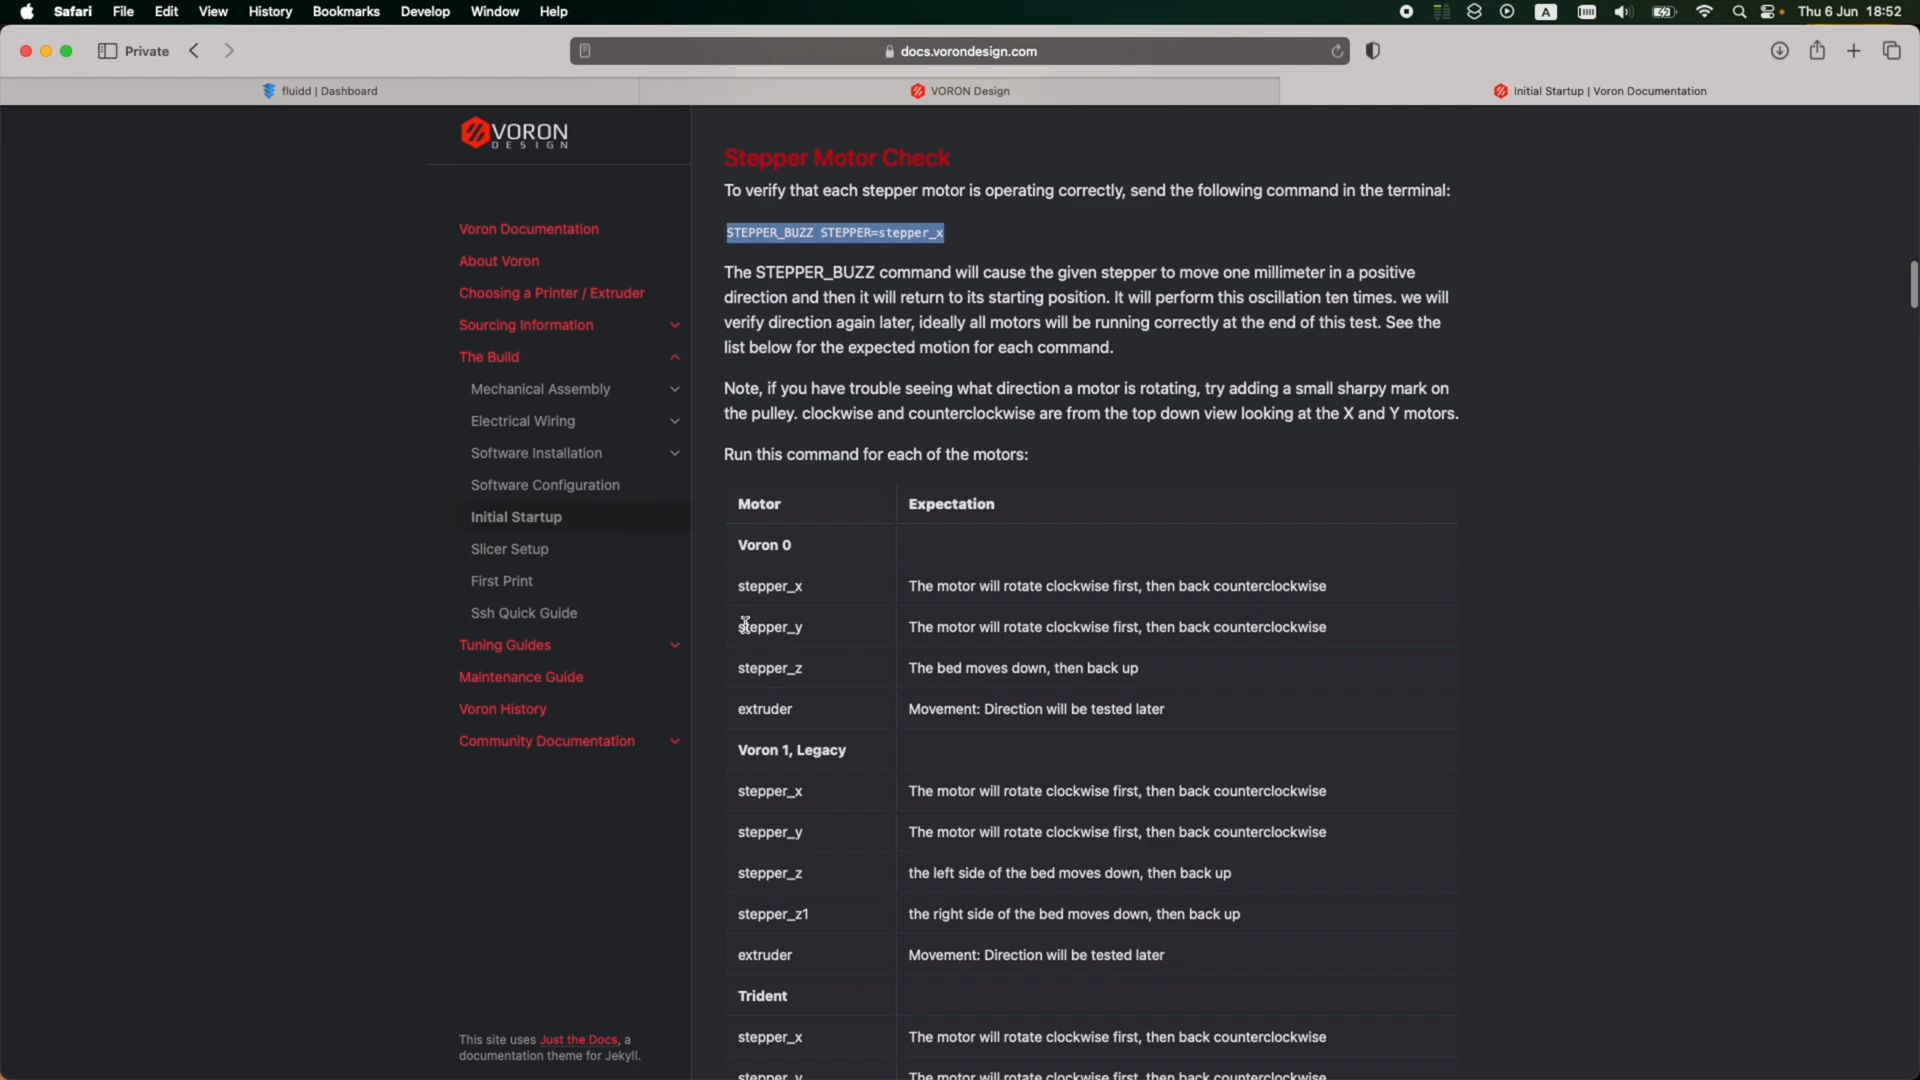 Safari File Edit View History Bookmarks Develop Window Help
A
Thu 6 Jun 18:52
Private
docs.vorondesign.com
fluidd | Dashboard
VORON Design
Initial Startup | Voron Documentation
VORON
DESIGN
Voron Documentation
About Voron
Choosing a Printer / Extruder
Sourcing Information
The Build
Mechanical Assembly
Electrical Wiring
Software Installation
Software Configuration
Initial Startup
Slicer Setup
First Print
Ssh Quick Guide
Tuning Guides
Maintenance Guide
Voron History
Community Documentation
This site uses Just the Docs, a
documentation theme for Jekyll.
Stepper Motor Check
To verify that each stepper motor is operating correctly, send the following command in the terminal:
STEPPER_BUZZ STEPPER=stepper_x
The STEPPER_BUZZ command will cause the given stepper to move one millimeter in a positive
direction and then it will return to its starting position. It will perform this oscillation ten times. we will
verify direction again later, ideally all motors will be running correctly at the end of this test. See the
list below for the expected motion for each command.
Note, if you have trouble seeing what direction a motor is rotating, try adding a small sharpy mark on
the pulley. clockwise and counterclockwise are from the top down view looking at the X and Y motors.
Run this command for each of the motors:
Motor Expectation
Voron 0
stepper_x The motor will rotate clockwise first, then back counterclockwise
stepper_y The motor will rotate clockwise first, then back counterclockwise
stepper_z The bed moves down, then back up
extruder Movement: Direction will be tested later
Voron 1, Legacy
stepper_x The motor will rotate clockwise first, then back counterclockwise
stepper_y The motor will rotate clockwise first, then back counterclockwise
stepper_z the left side of the bed moves down, then back up
stepper_z1 the right side of the bed moves down, then back up
extruder Movement: Direction will be tested later
Trident
stepper_x The motor will rotate clockwise first, then back counterclockwise
stepper_y The motor will rotate clockwise first, then back counterclockwise